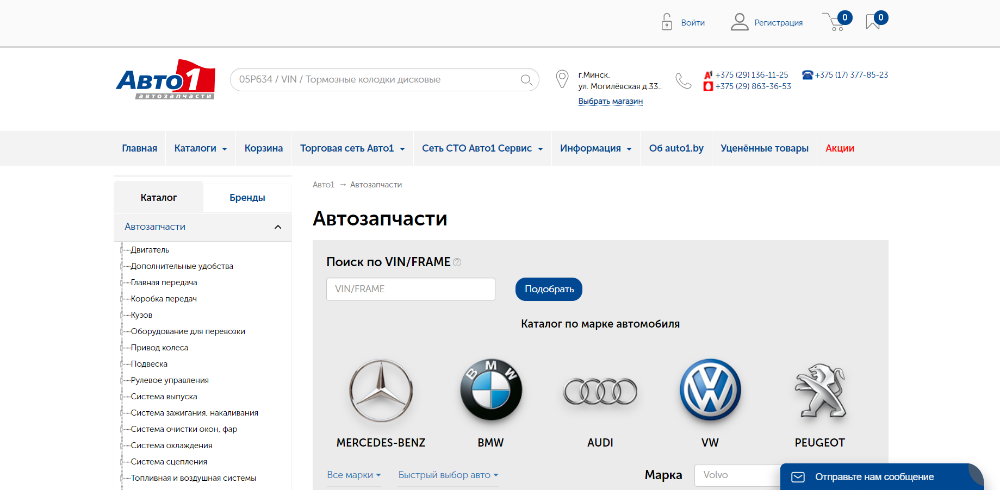 Войти
Регистрация
0
0
Авто1
автозапчасти
05P634 / VIN / Тормозные колодки дисковые
г.Минск,
ул. Могилёвская д.33..
Выбрать магазин
+375 (29) 136-11-25
+375 (29) 863-36-53
+375 (17) 377-85-23
Главная
Каталоги
Корзина
Торговая сеть Авто1
Сеть СТО Авто1 Сервис
Информация
Об auto1.by
Уценённые товары
Акции
Каталог
Бренды
Автозапчасти
Двигатель
Дополнительные удобства
Главная передача
Коробка передач
Кузов
Оборудование для перевозки
Привод колеса
Подвеска
Рулевое управления
Система выпуска
Система зажигания, накаливания
Система очистки окон, фар
Система охлаждения
Система сцепления
Топливная и воздушная системы
Авто1 → Автозапчасти
Автозапчасти
Поиск по VIN/FRAME
VIN/FRAME
Подобрать
Каталог по марке автомобиля
BMW
MERCEDES-BENZ
BMW
AUDI
VW
PEUGEOT
Все марки
Быстрый выбор авто
Марка
Volvo
Отправьте нам сообщение